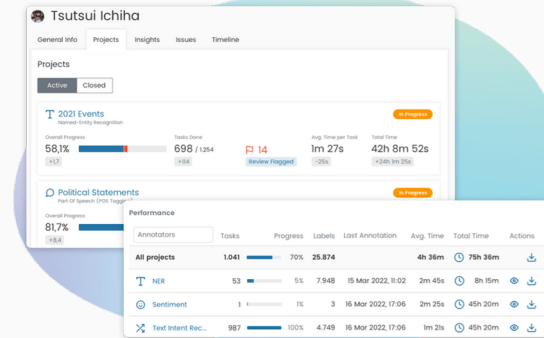 Tsutsui Ichiha
General Info Projects Insights Issues Timeline
Projects
Active Closed
2021 Events
In Progress
Named-Entity Recognition
Overall Progress Tasks Done Avg. Time per Task Total Time
58,1% 698 / 1.254 14 1m 27s 42h 8m 52s
+1,7 +114 Review Flagged -25s +24h 1m 25s
Political Statements
In Progress
Part Of Speech (POS Tagging)
Overall Progress
81,7%
+8,4
Performance
Annotators Tasks Progress Labels Last Annotation Avg. Time Total Time Actions
All projects 1.041 70% 25.874 4h 36m 75h 36m
NER 53 5% 7.948 15 Mar 2022, 11:02 2m 45s 8h 15m
Sentiment 1 1% 3 16 Mar 2022, 17:06 2m 25s 45h 20m
Text Intent Rec... 987 100% 4.749 16 Mar 2022, 17:06 1m 21s 45h 20m